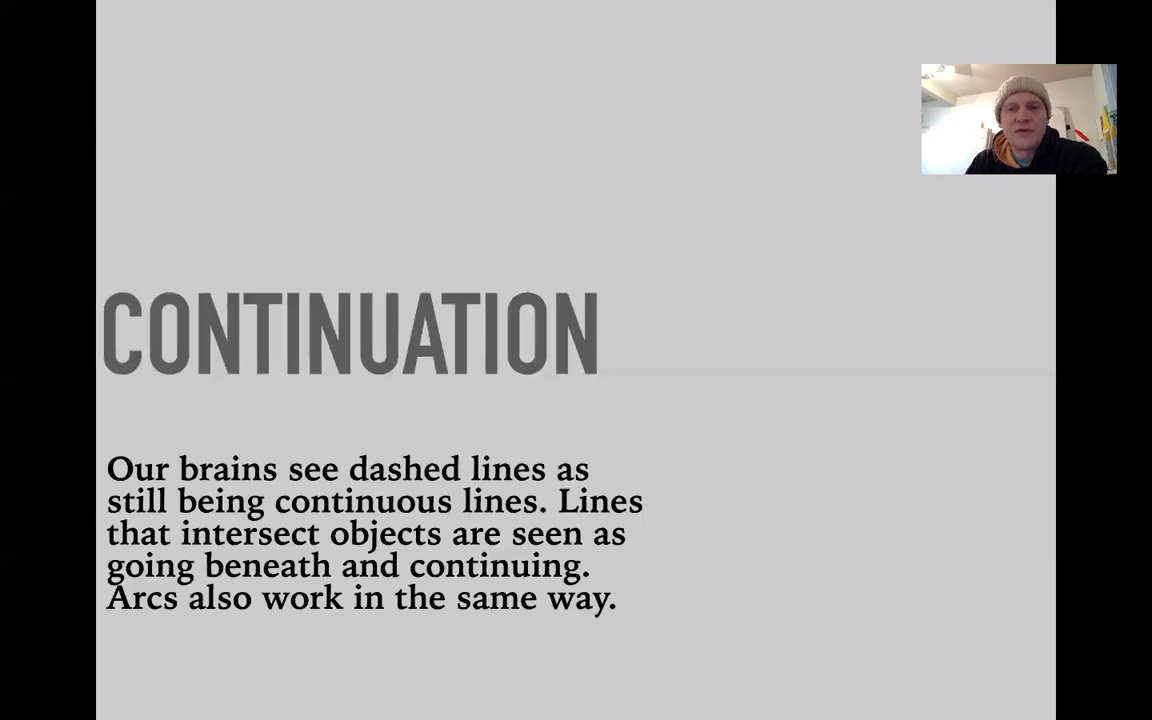 CONTINUATION
Our brains see dashed lines as
still being continuous lines. Lines
that intersect objects are seen as
going beneath and continuing.
Arcs also work in the same way.